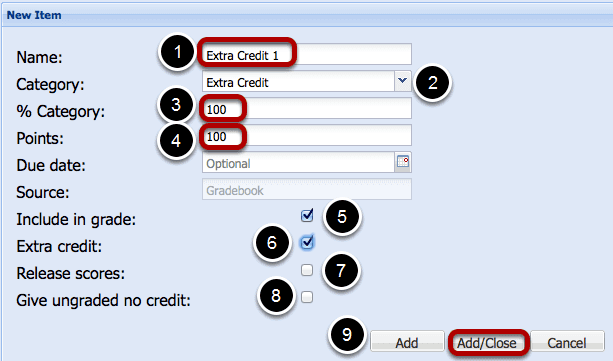 New Item
1 Name: Extra Credit 1
Category: Extra Credit 2
3 % Category: 100
4 Points: 100
Due date: Optional
Source: Gradebook
Include in grade: 5
6 Extra credit:
Release scores: 7
8 Give ungraded no credit:
9 Add Add/Close Cancel